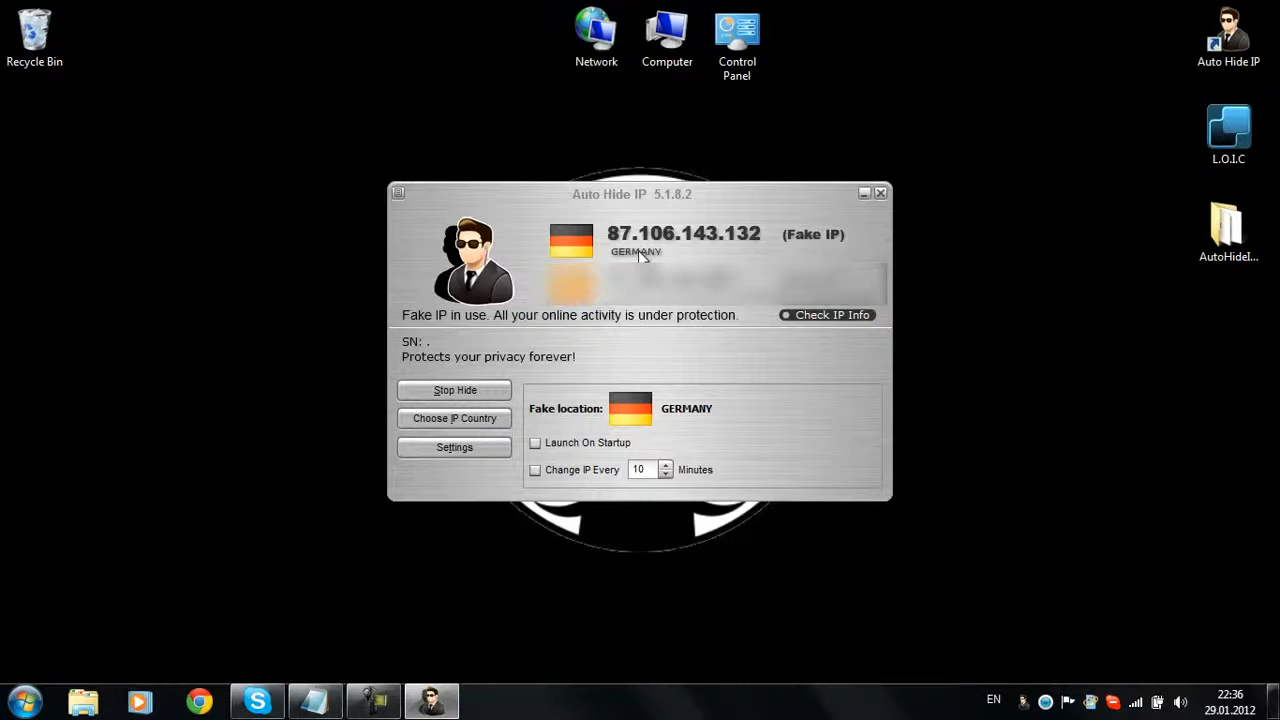 Recycle Bin
Network
Computer
Control
Panel
Auto Hide IP
L.O.I.C
AutoHideI...
Auto Hide IP 5.1.8.2
87.106.143.132 (Fake IP)
GERMANY
Fake IP in use. All your online activity is under protection.
Check IP Info
SN: .
Protects your privacy forever!
Stop Hide
Choose IP Country
Settings
Fake location: GERMANY
Launch On Startup
Change IP Every 10 Minutes
EN
22:36
29.01.2012